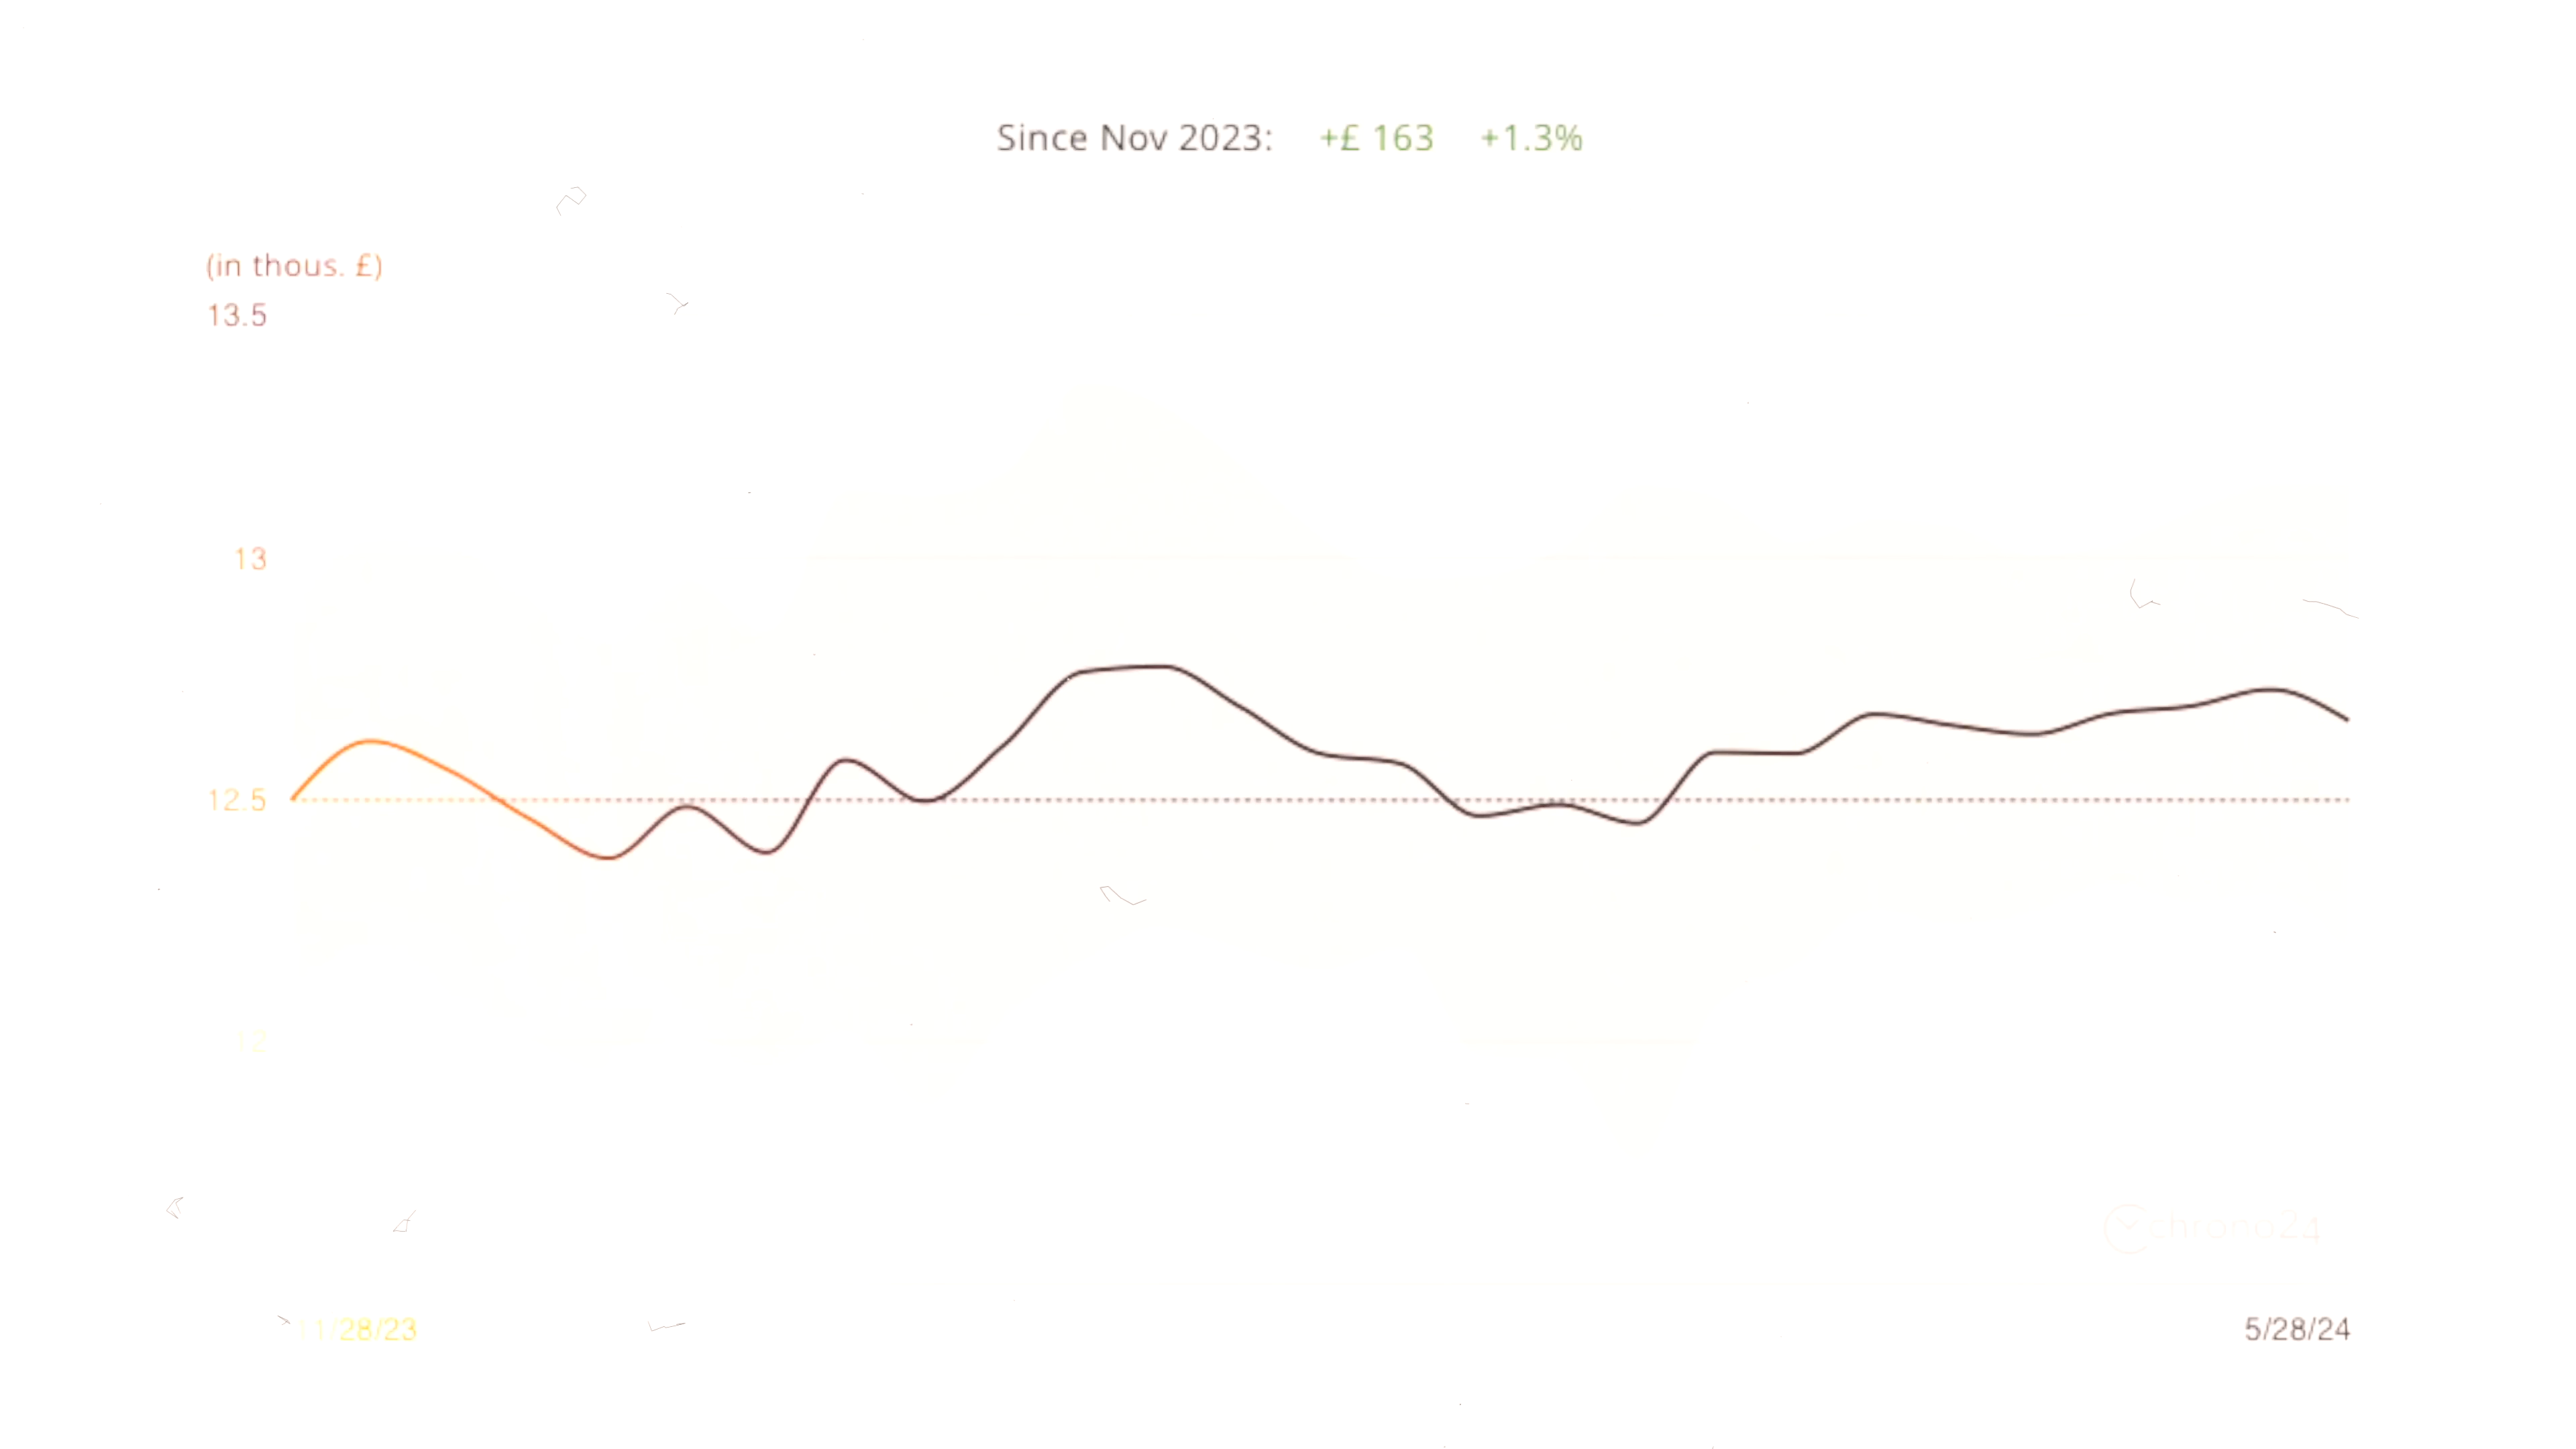 Since Nov 2023: +£ 163 +1.3%
(in thous. £)
13.5
13
12.5
12
chrono24
11/28/23
5/28/24